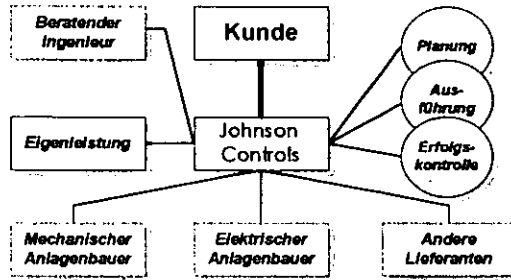 Beratender
Ingenieur
Kunde
Planung
Aus-
führung
Eigenleistung
Johnson
Controls
Erfolgs-
kontrolle
Mechanischer
Anlagenbauer
Elektrischer
Anlagenbauer
Andere
Lieferanten